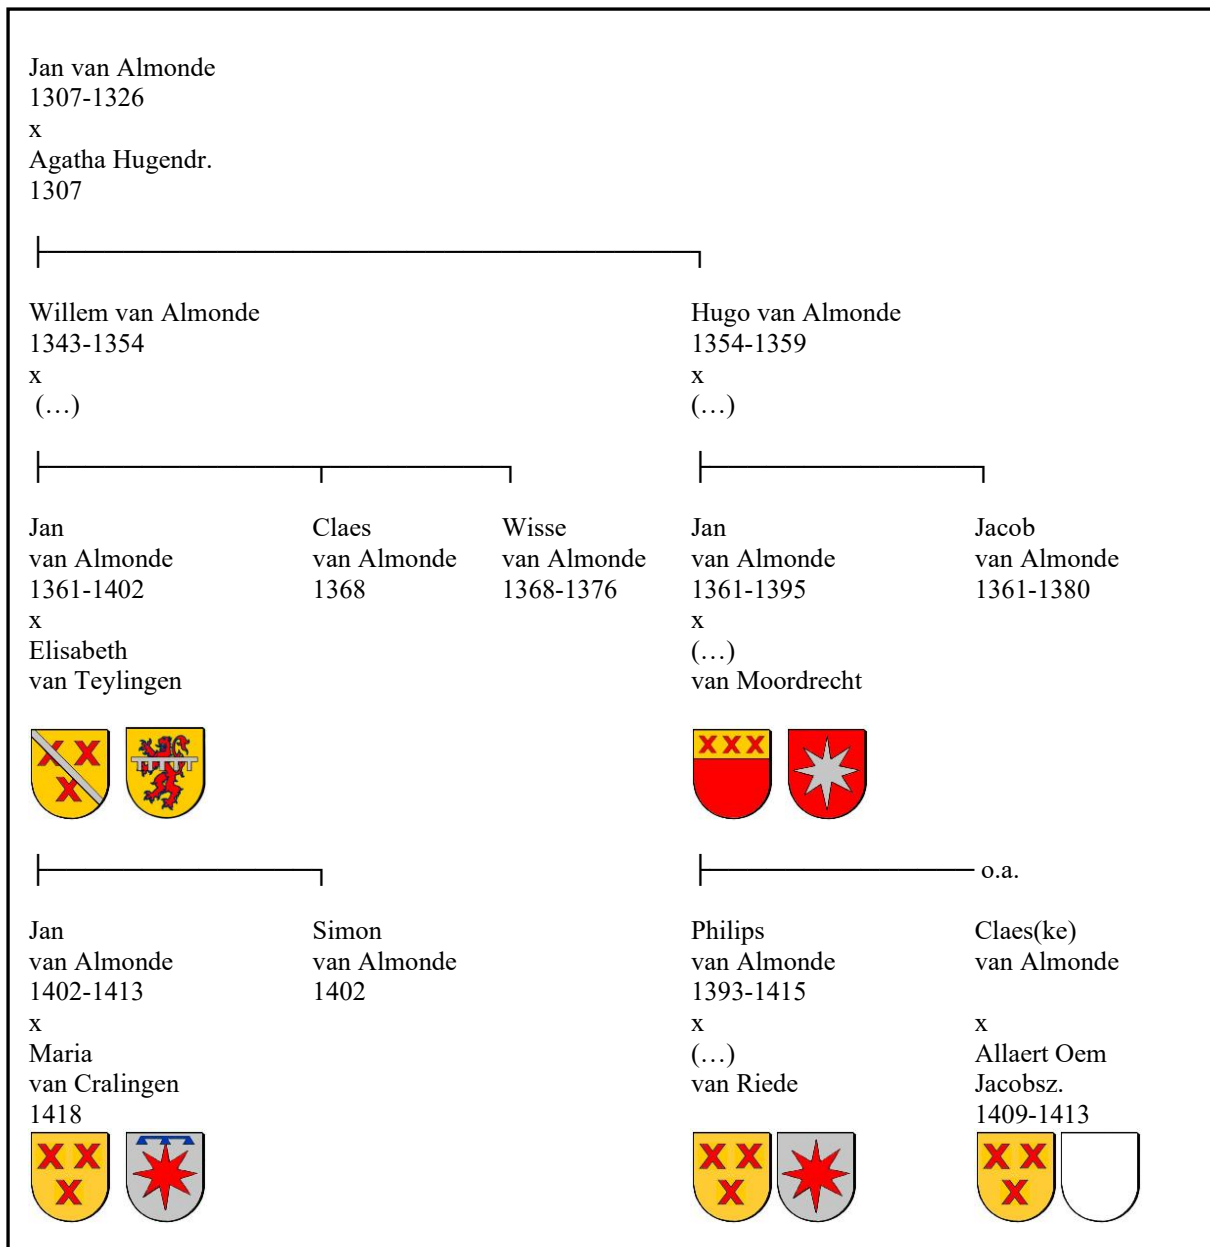 Jan van Almonde
1307-1326
x
Agatha Hugendr.
1307
Willem van Almonde
1343-1354
x
(…)
Hugo van Almonde
1354-1359
x
(…)
Jan
van Almonde
1361-1402
x
Elisabeth
van Teylingen
Claes
van Almonde
1368
Wisse
van Almonde
1368-1376
Jan
van Almonde
1361-1395
x
(…)
van Moordrecht
Jacob
van Almonde
1361-1380
o.a.
Jan
van Almonde
1402-1413
x
Maria
van Cralingen
1418
Simon
van Almonde
1402
Philips
van Almonde
1393-1415
x
(…)
van Riede
Claes(ke)
van Almonde
x
Allaert Oem
Jacobsz.
1409-1413